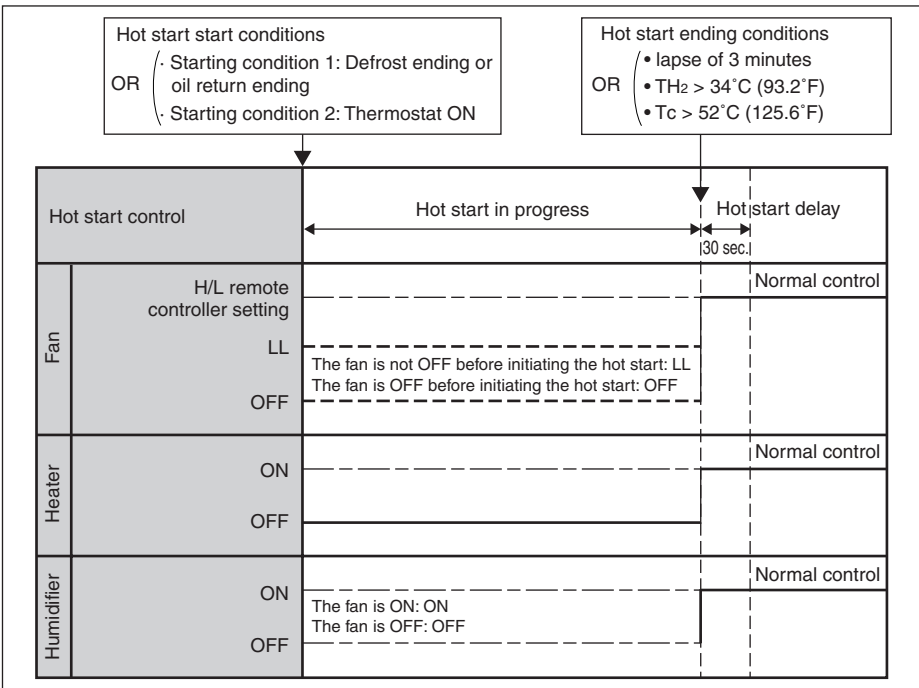 Hot start start conditions
OR
· Starting condition 1: Defrost ending or
oil return ending
· Starting condition 2: Thermostat ON
Hot start ending conditions
OR
• lapse of 3 minutes
• TH2 > 34˚C (93.2˚F)
• Tc > 52˚C (125.6˚F)
Hot start control
Hot start in progress
Hot start delay
30 sec.
Fan
H/L remote
controller setting
LL
OFF
Normal control
The fan is not OFF before initiating the hot start: LL
The fan is OFF before initiating the hot start: OFF
Heater
ON
OFF
Normal control
Humidifier
ON
OFF
Normal control
The fan is ON: ON
The fan is OFF: OFF